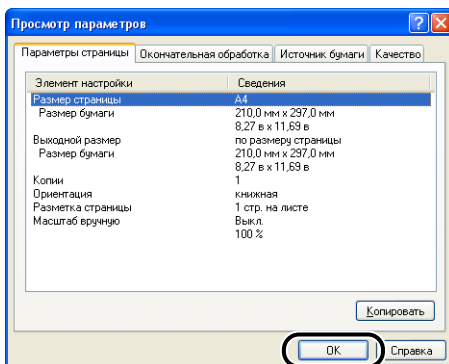 Просмотр параметров
Параметры страницы Окончательная обработка Источник бумаги Качество
Элемент настройки Сведения
Размер страницы A4
Размер бумаги 210,0 мм x 297,0 мм
8,27 в x 11,69 в
Выходной размер по размеру страницы
Размер бумаги 210,0 мм x 297,0 мм
8,27 в x 11,69 в
Копии 1
Ориентация книжная
Разметка страницы 1 стр. на листе
Масштаб вручную Выкл.
100 %
Копировать
OK Справка